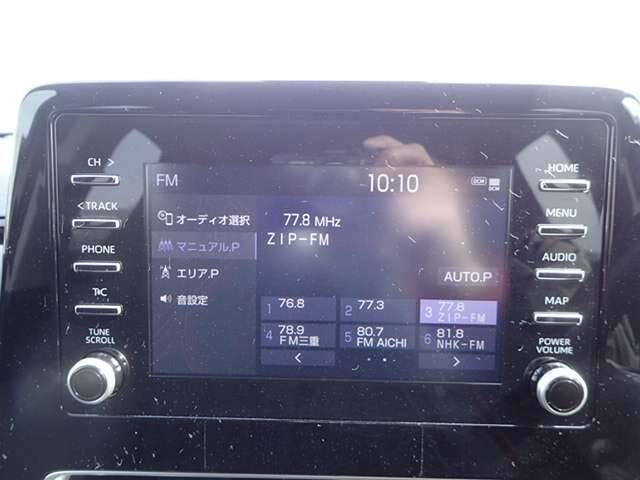 CH >
< TRACK
PHONE
T/C
TUNE
SCROLL
FM
10:10
DCM
DCM
オーディオ選択
マニュアル.P
エリア.P
音設定
77.8 MHz
ZIP-FM
AUTO.P
1 76.8
2 77.3
3 77.8
ZIP-FM
4 78.9
FM三重
5 80.7
FM AICHI
6 81.8
NHK-FM
<
>
HOME
MENU
AUDIO
MAP
POWER
VOLUME